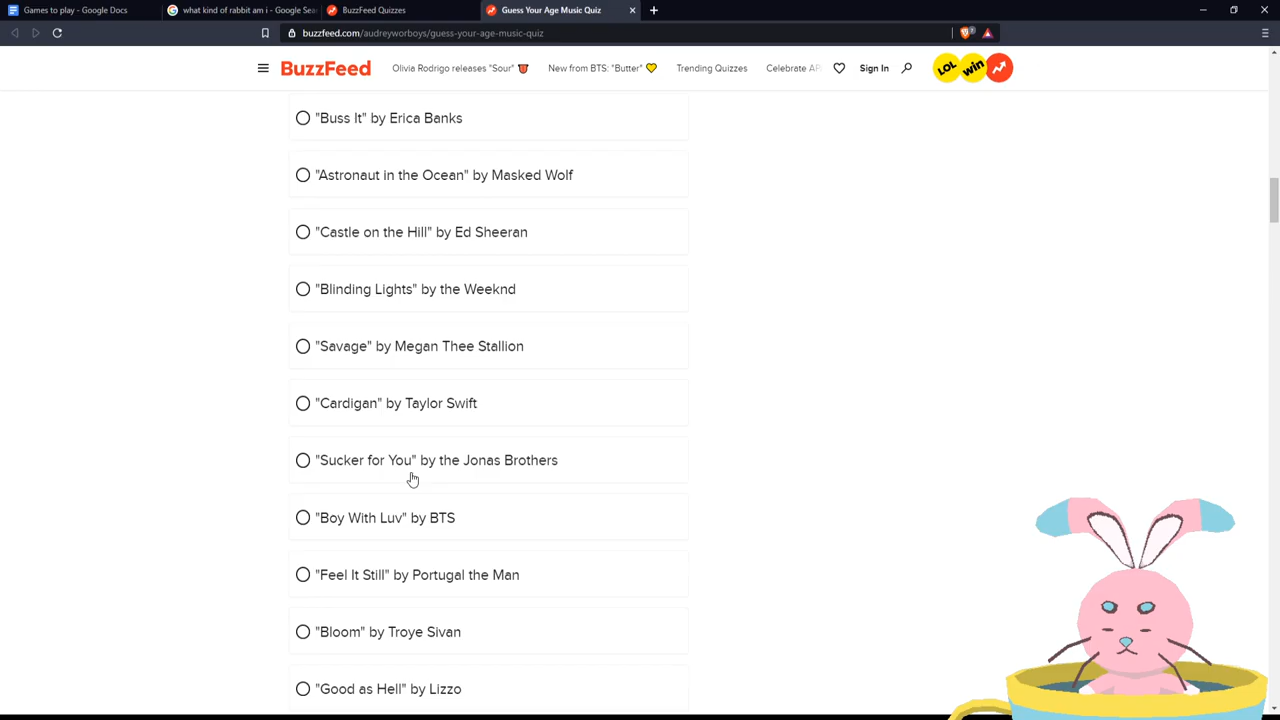 Games to play - Google Docs
what kind of rabbit am i - Google Sea
BuzzFeed Quizzes
Guess Your Age Music Quiz
buzzfeed.com/audreyworboys/guess-your-age-music-quiz
BuzzFeed
Olivia Rodrigo releases "Sour"
New from BTS: "Butter"
Trending Quizzes
Celebrate AP
Sign In
LOL
win
"Buss It" by Erica Banks
"Astronaut in the Ocean" by Masked Wolf
"Castle on the Hill" by Ed Sheeran
"Blinding Lights" by the Weeknd
"Savage" by Megan Thee Stallion
"Cardigan" by Taylor Swift
"Sucker for You" by the Jonas Brothers
"Boy With Luv" by BTS
"Feel It Still" by Portugal the Man
"Bloom" by Troye Sivan
"Good as Hell" by Lizzo